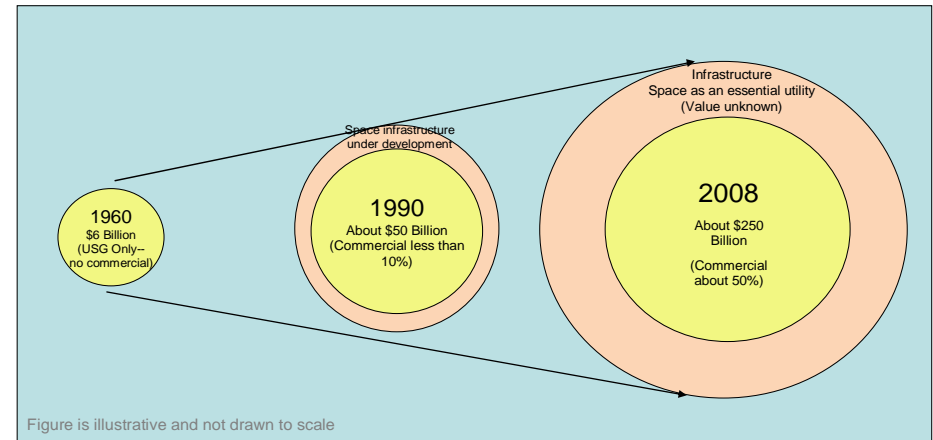 1960
$6 Billion
(USG Only--
no commercial)
Space infrastructure
under development
1990
About $50 Billion
(Commercial less than
10%)
Infrastructure
Space as an essential utility
(Value unknown)
2008
About $250
Billion
(Commercial
about 50%)
Figure is illustrative and not drawn to scale